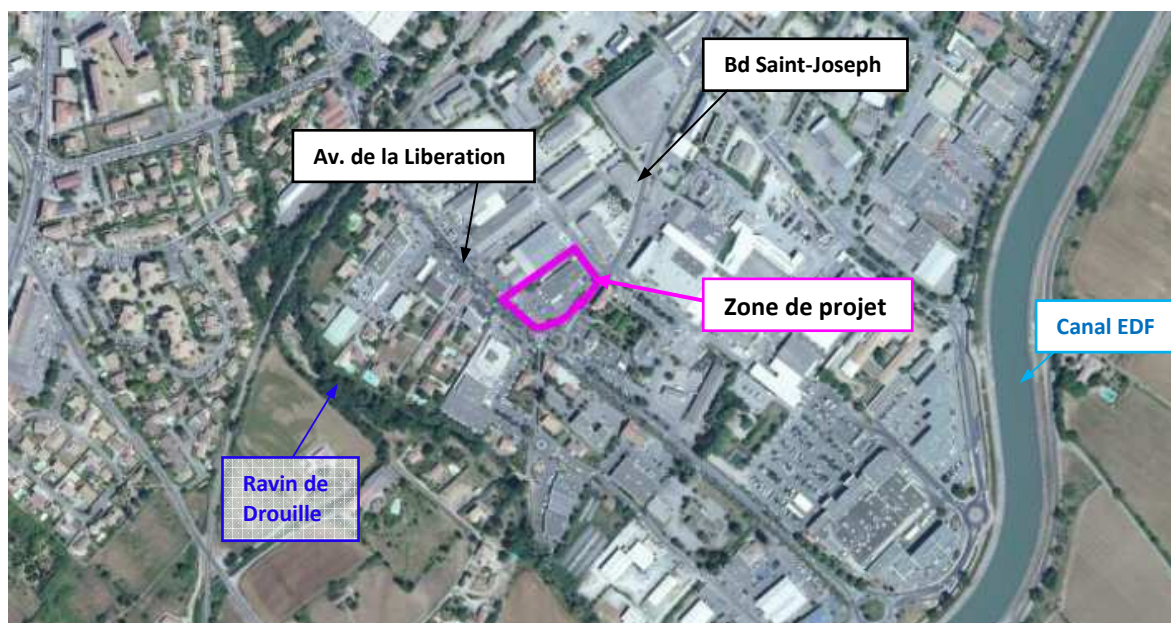 Bd Saint-Joseph
Av. de la Liberation
Zone de projet
Canal EDF
Ravin de
Drouille